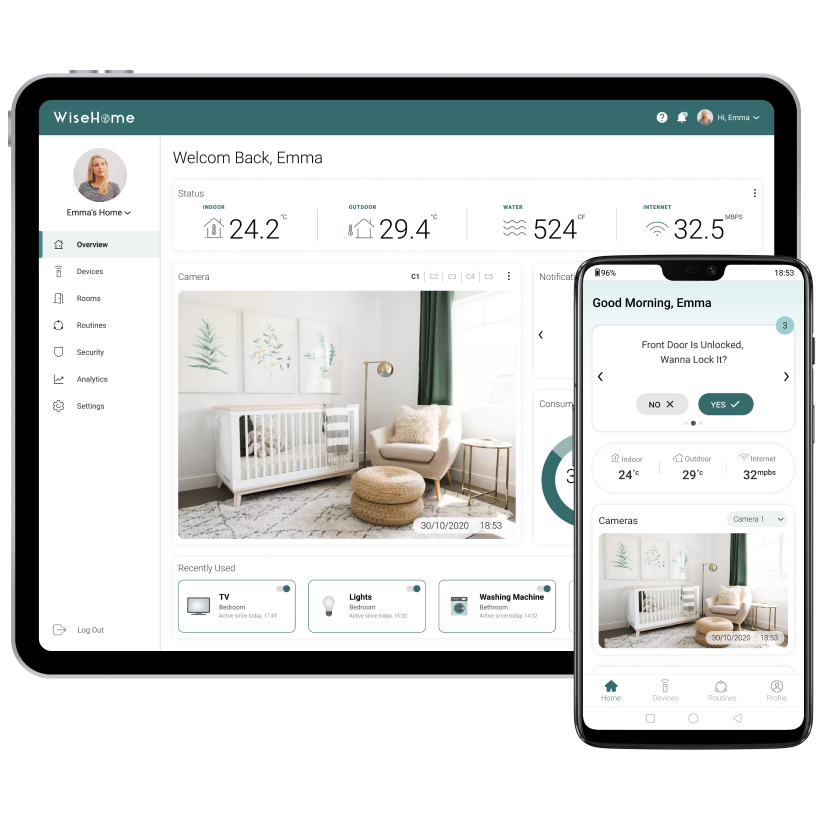 WiseHome
Hi, Emma
Emma's Home
Overview
Devices
Rooms
Routines
Security
Analytics
Settings
Log Out
Welcom Back, Emma
Status
INDOOR
24.2 °C
OUTDOOR
29.4 °C
WATER
524 CF
INTERNET
32.5 MBPS
Camera
C1 C2 C3 C4 C5
30/10/2020 18:53
Notificati
Consum
3
Recently Used
TV
Bedroom
Active since today, 17:49
Lights
Bedroom
Active since today, 15:32
Washing Machine
Bethroom
Active since today, 14:32
96% 18:53
Good Morning, Emma
3
Front Door Is Unlocked,
Wanna Lock It?
NO YES
Indoor Outdoor Internet
24°c 29°c 32mpbs
Cameras Camera 1
30/10/2020 18:53
Home Devices Routines Profile